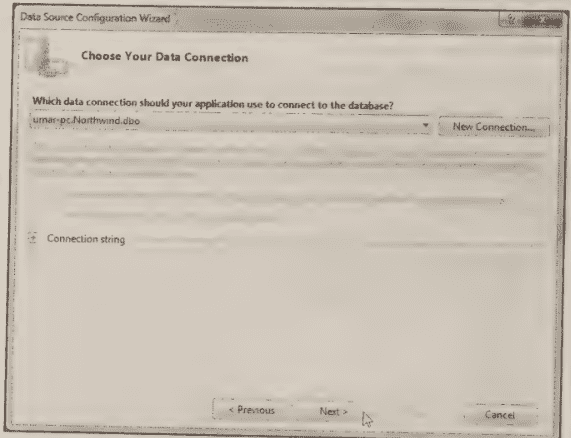 Data Source Configuration Wizard
Choose Your Data Connection
Which data connection should your application use to connect to the database?
urnas-pc.Northwind.dbo
New Connection...
Connection string
< Previous
Next >
Cancel